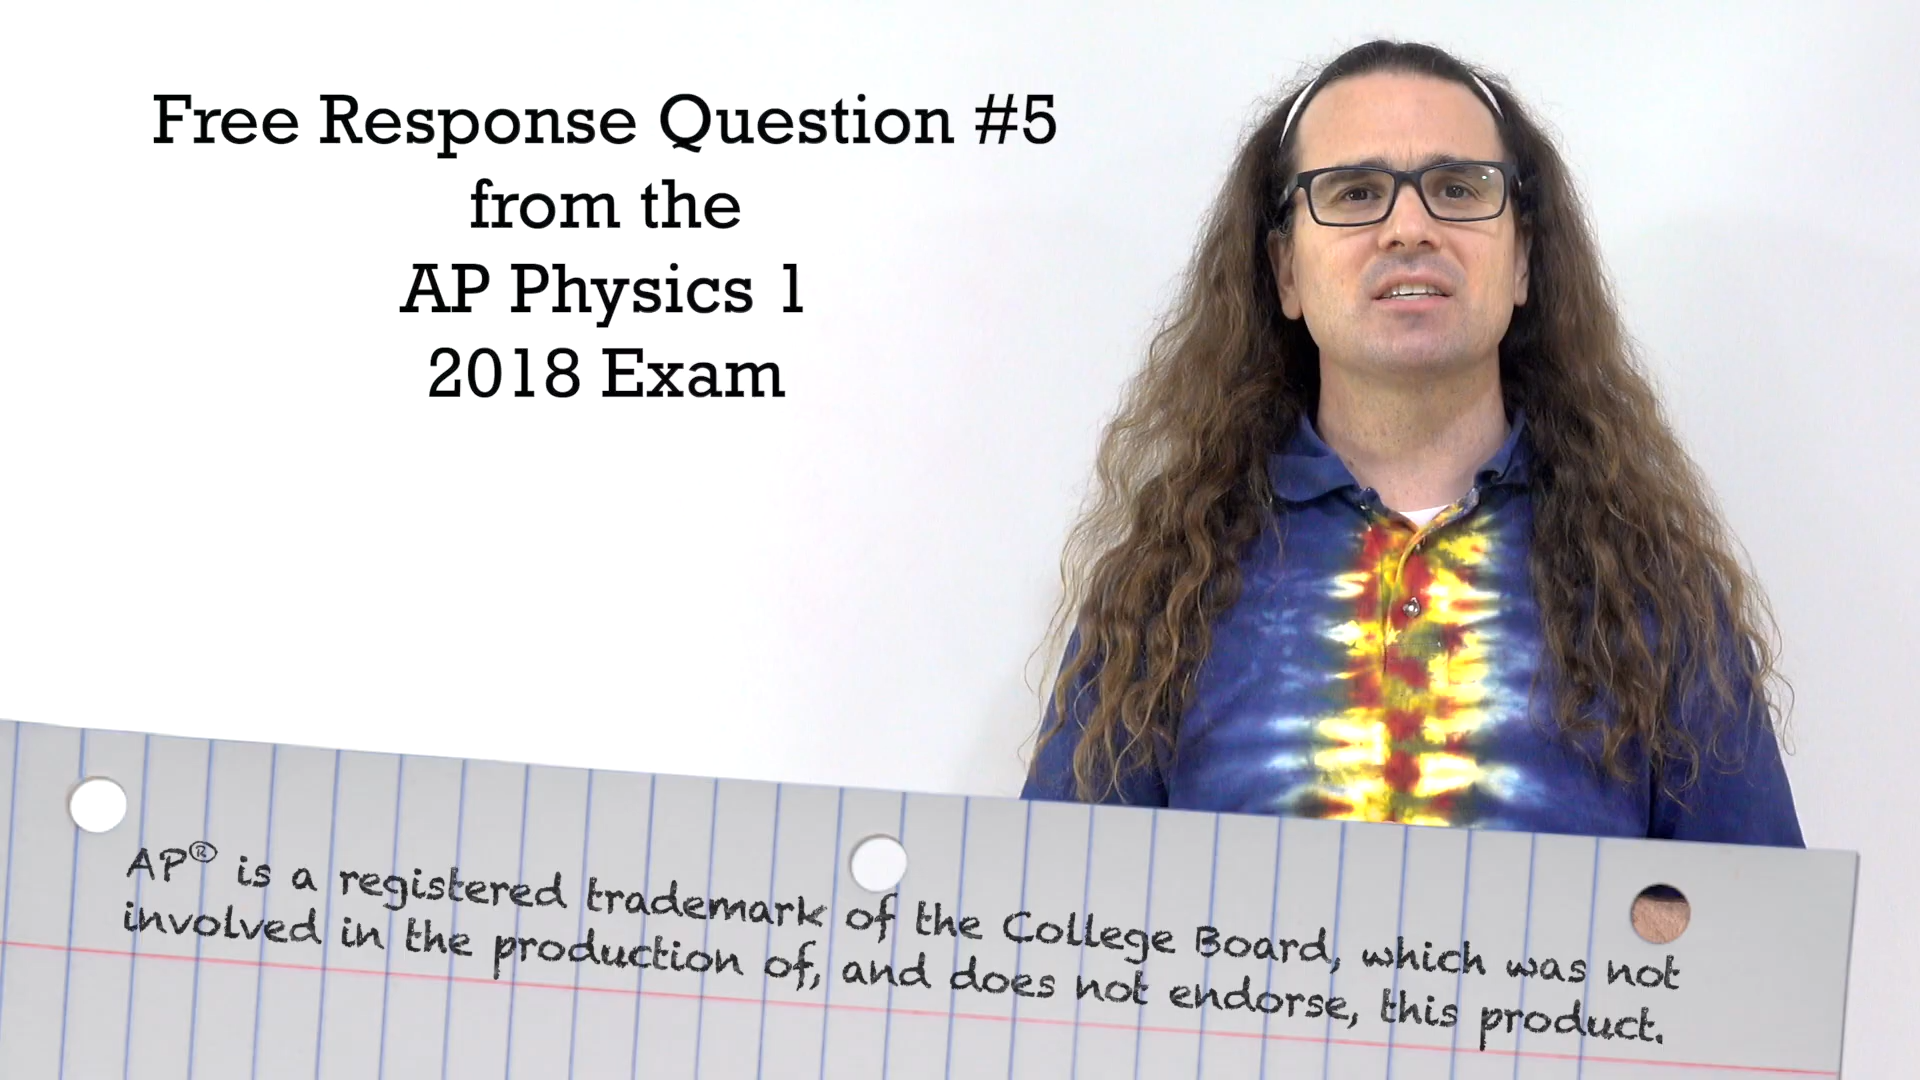 Free Response Question #5
from the
AP Physics 1
2018 Exam
AP® is a registered trademark of the College Board, which was not
involved in the production of, and does not endorse, this product.